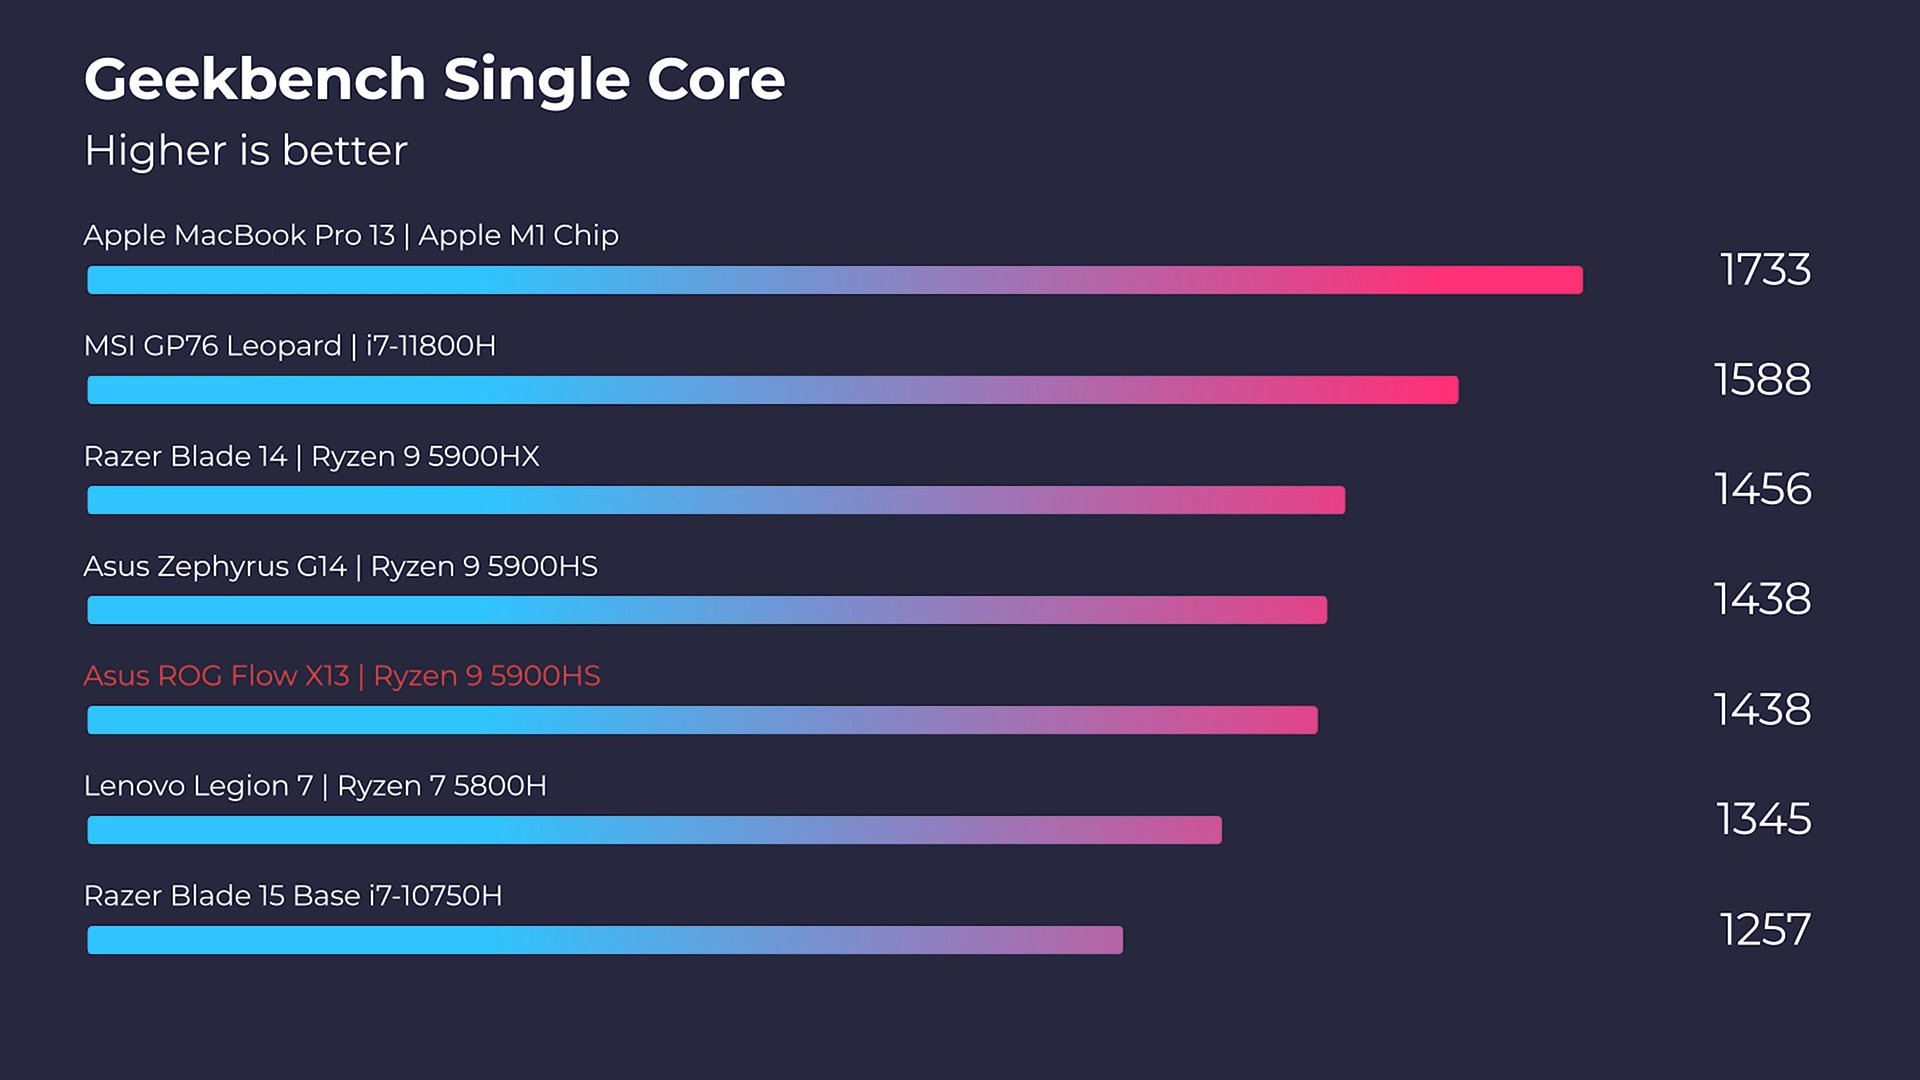 Geekbench Single Core
Higher is better
Apple MacBook Pro 13 | Apple M1 Chip
1733
MSI GP76 Leopard | i7-11800H
1588
Razer Blade 14 | Ryzen 9 5900HX
1456
Asus Zephyrus G14 | Ryzen 9 5900HS
1438
Asus ROG Flow X13 | Ryzen 9 5900HS
1438
Lenovo Legion 7 | Ryzen 7 5800H
1345
Razer Blade 15 Base i7-10750H
1257